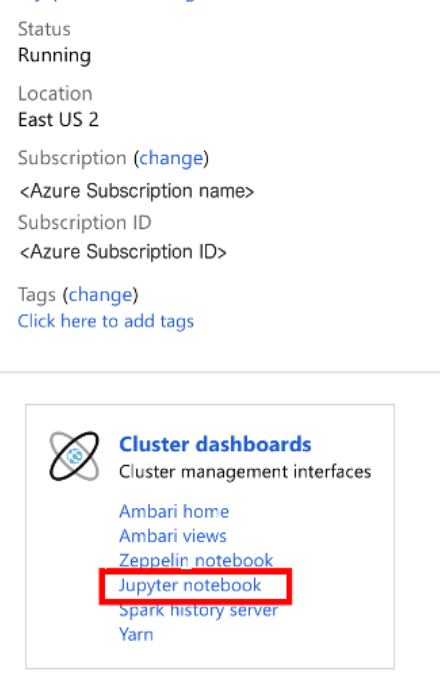 Status
Running
Location
East US 2
Subscription (change)
<Azure Subscription name>
Subscription ID
<Azure Subscription ID>
Tags (change)
Click here to add tags
Cluster dashboards
Cluster management interfaces
Ambari home
Ambari views
Zeppelin notebook
Jupyter notebook
Spark history server
Yarn